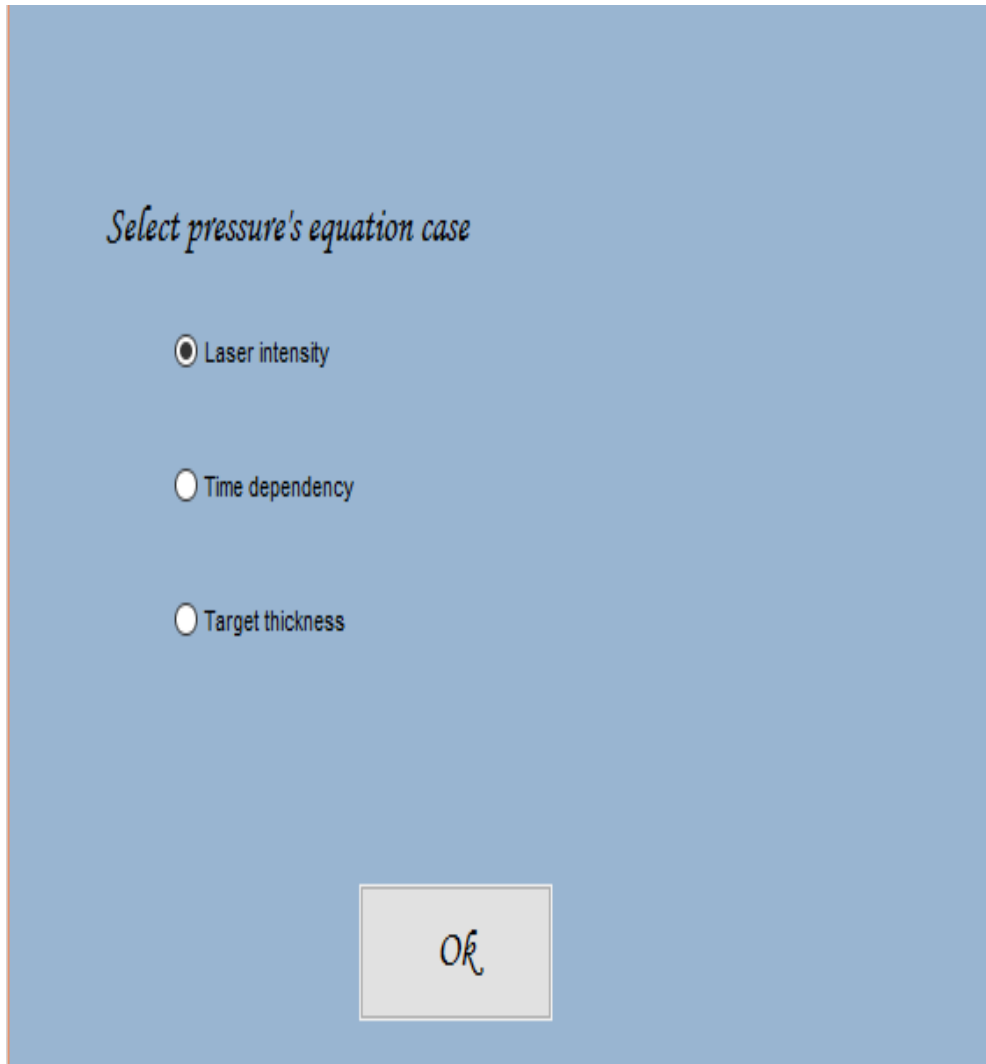 Select pressure's equation case
Laser intensity
Time dependency
Target thickness
Ok